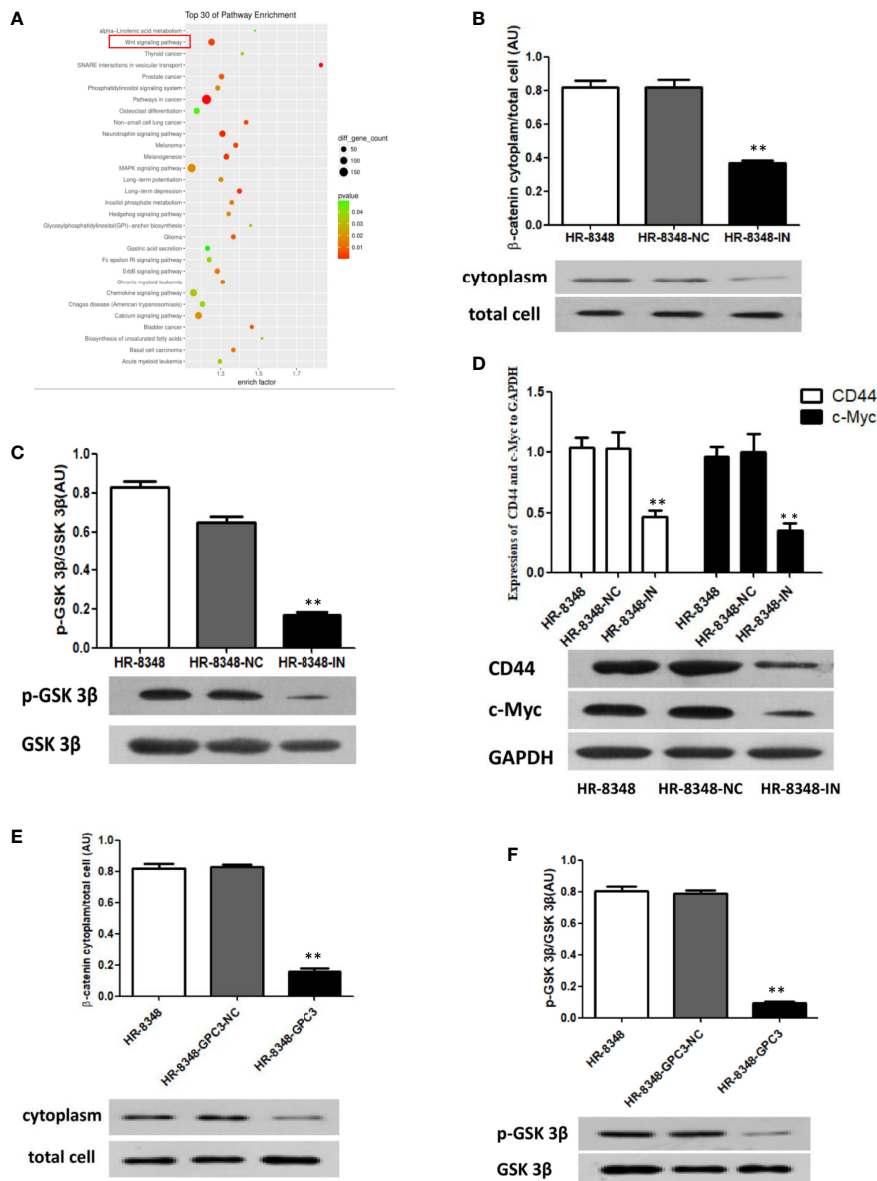 A
Top 30 of Pathway Enrichment
alpha-Linolenic acid metabolism
Wnt signaling pathway
Thyroid cancer
SNARE interactions in vesicular transport
Prostate cancer
Phosphatidylinositol signaling system
Pathways in cancer
Osteoclast differentiation
Non-small cell lung cancer
Neurotrophin signaling pathway
Melanoma
Melanogenesis
MAPK signaling pathway
Long-term potentiation
Long-term depression
Inositol phosphate metabolism
Hedgehog signaling pathway
Glycosylphosphatidylinositol(GPI)-anchor biosynthesis
Glioma
Gastric acid secretion
Fc epsilon RI signaling pathway
ErbB signaling pathway
Chronic myeloid leukemia
Chemokine signaling pathway
Chagas disease (American trypanosomiasis)
Calcium signaling pathway
Bladder cancer
Biosynthesis of unsaturated fatty acids
Basal cell carcinoma
Acute myeloid leukemia
1.3 1.5 1.7
enrich factor
diff_gene_count
50
100
150
pvalue
0.04
0.03
0.02
0.01
B
β-catenin cytoplam/total cell (AU)
1.0
0.8
0.6
0.4
0.2
0.0
**
HR-8348 HR-8348-NC HR-8348-IN
cytoplasm
total cell
C
p-GSK 3β/GSK 3β(AU)
1.0
0.8
0.6
0.4
0.2
0.0
**
HR-8348 HR-8348-NC HR-8348-IN
p-GSK 3β
GSK 3β
D
Expressions of CD44 and c-Myc to GAPDH
1.5
1.0
0.5
0.0
CD44
c-Myc
**
**
HR-8348 HR-8348-NC HR-8348-IN HR-8348 HR-8348-NC HR-8348-IN
CD44
c-Myc
GAPDH
HR-8348 HR-8348-NC HR-8348-IN
E
β-catenin cytoplam/total cell (AU)
1.0
0.8
0.6
0.4
0.2
0.0
**
HR-8348 HR-8348-GPC3-NC HR-8348-GPC3
cytoplasm
total cell
F
p-GSK 3β/GSK 3β(AU)
1.0
0.8
0.6
0.4
0.2
0.0
**
HR-8348 HR-8348-GPC3-NC HR-8348-GPC3
p-GSK 3β
GSK 3β